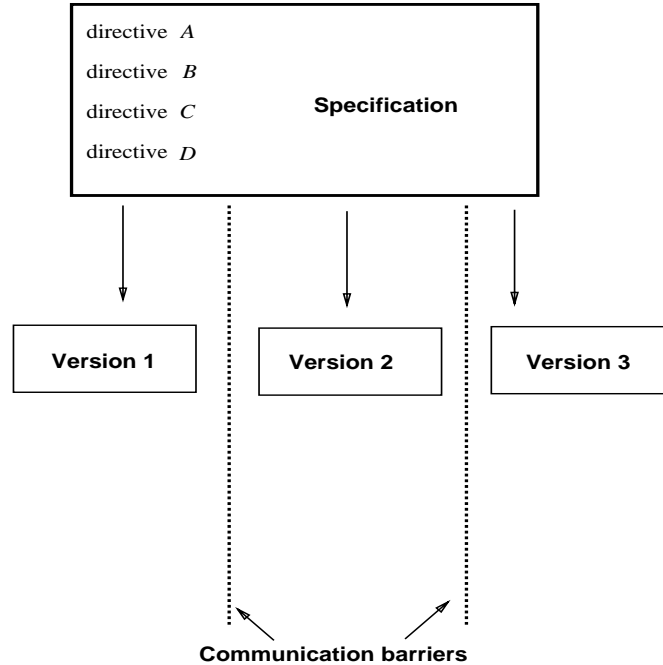 directive A
directive B
Specification
directive C
directive D
Version 1
Version 2
Version 3
Communication barriers